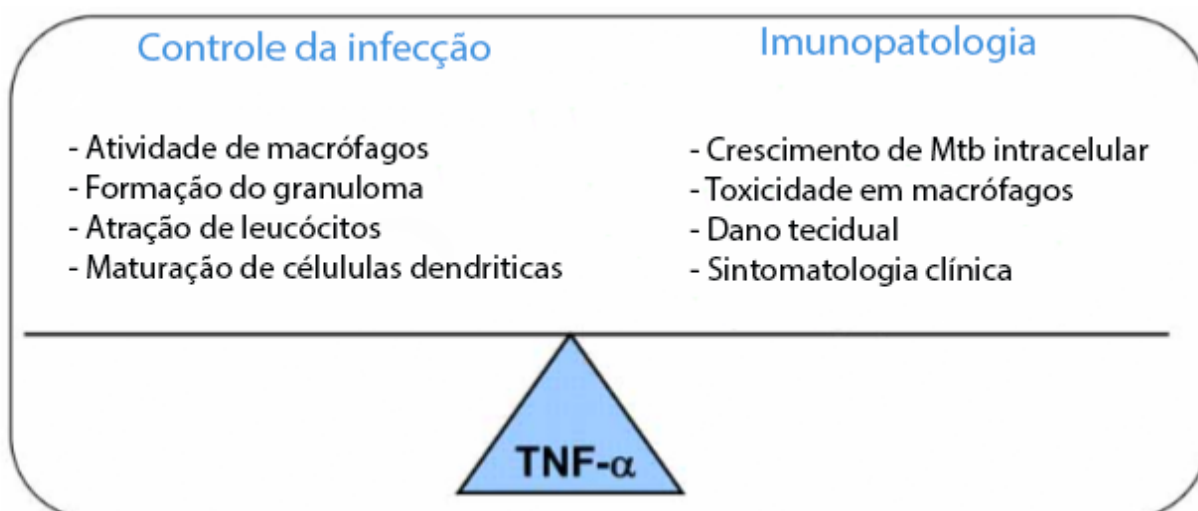 Controle da infecção
- Atividade de macrófagos
- Formação do granuloma
- Atração de leucócitos
- Maturação de célululas dendriticas
Imunopatologia
- Crescimento de Mtb intracelular
- Toxicidade em macrófagos
- Dano tecidual
- Sintomatologia clínica
TNF-α